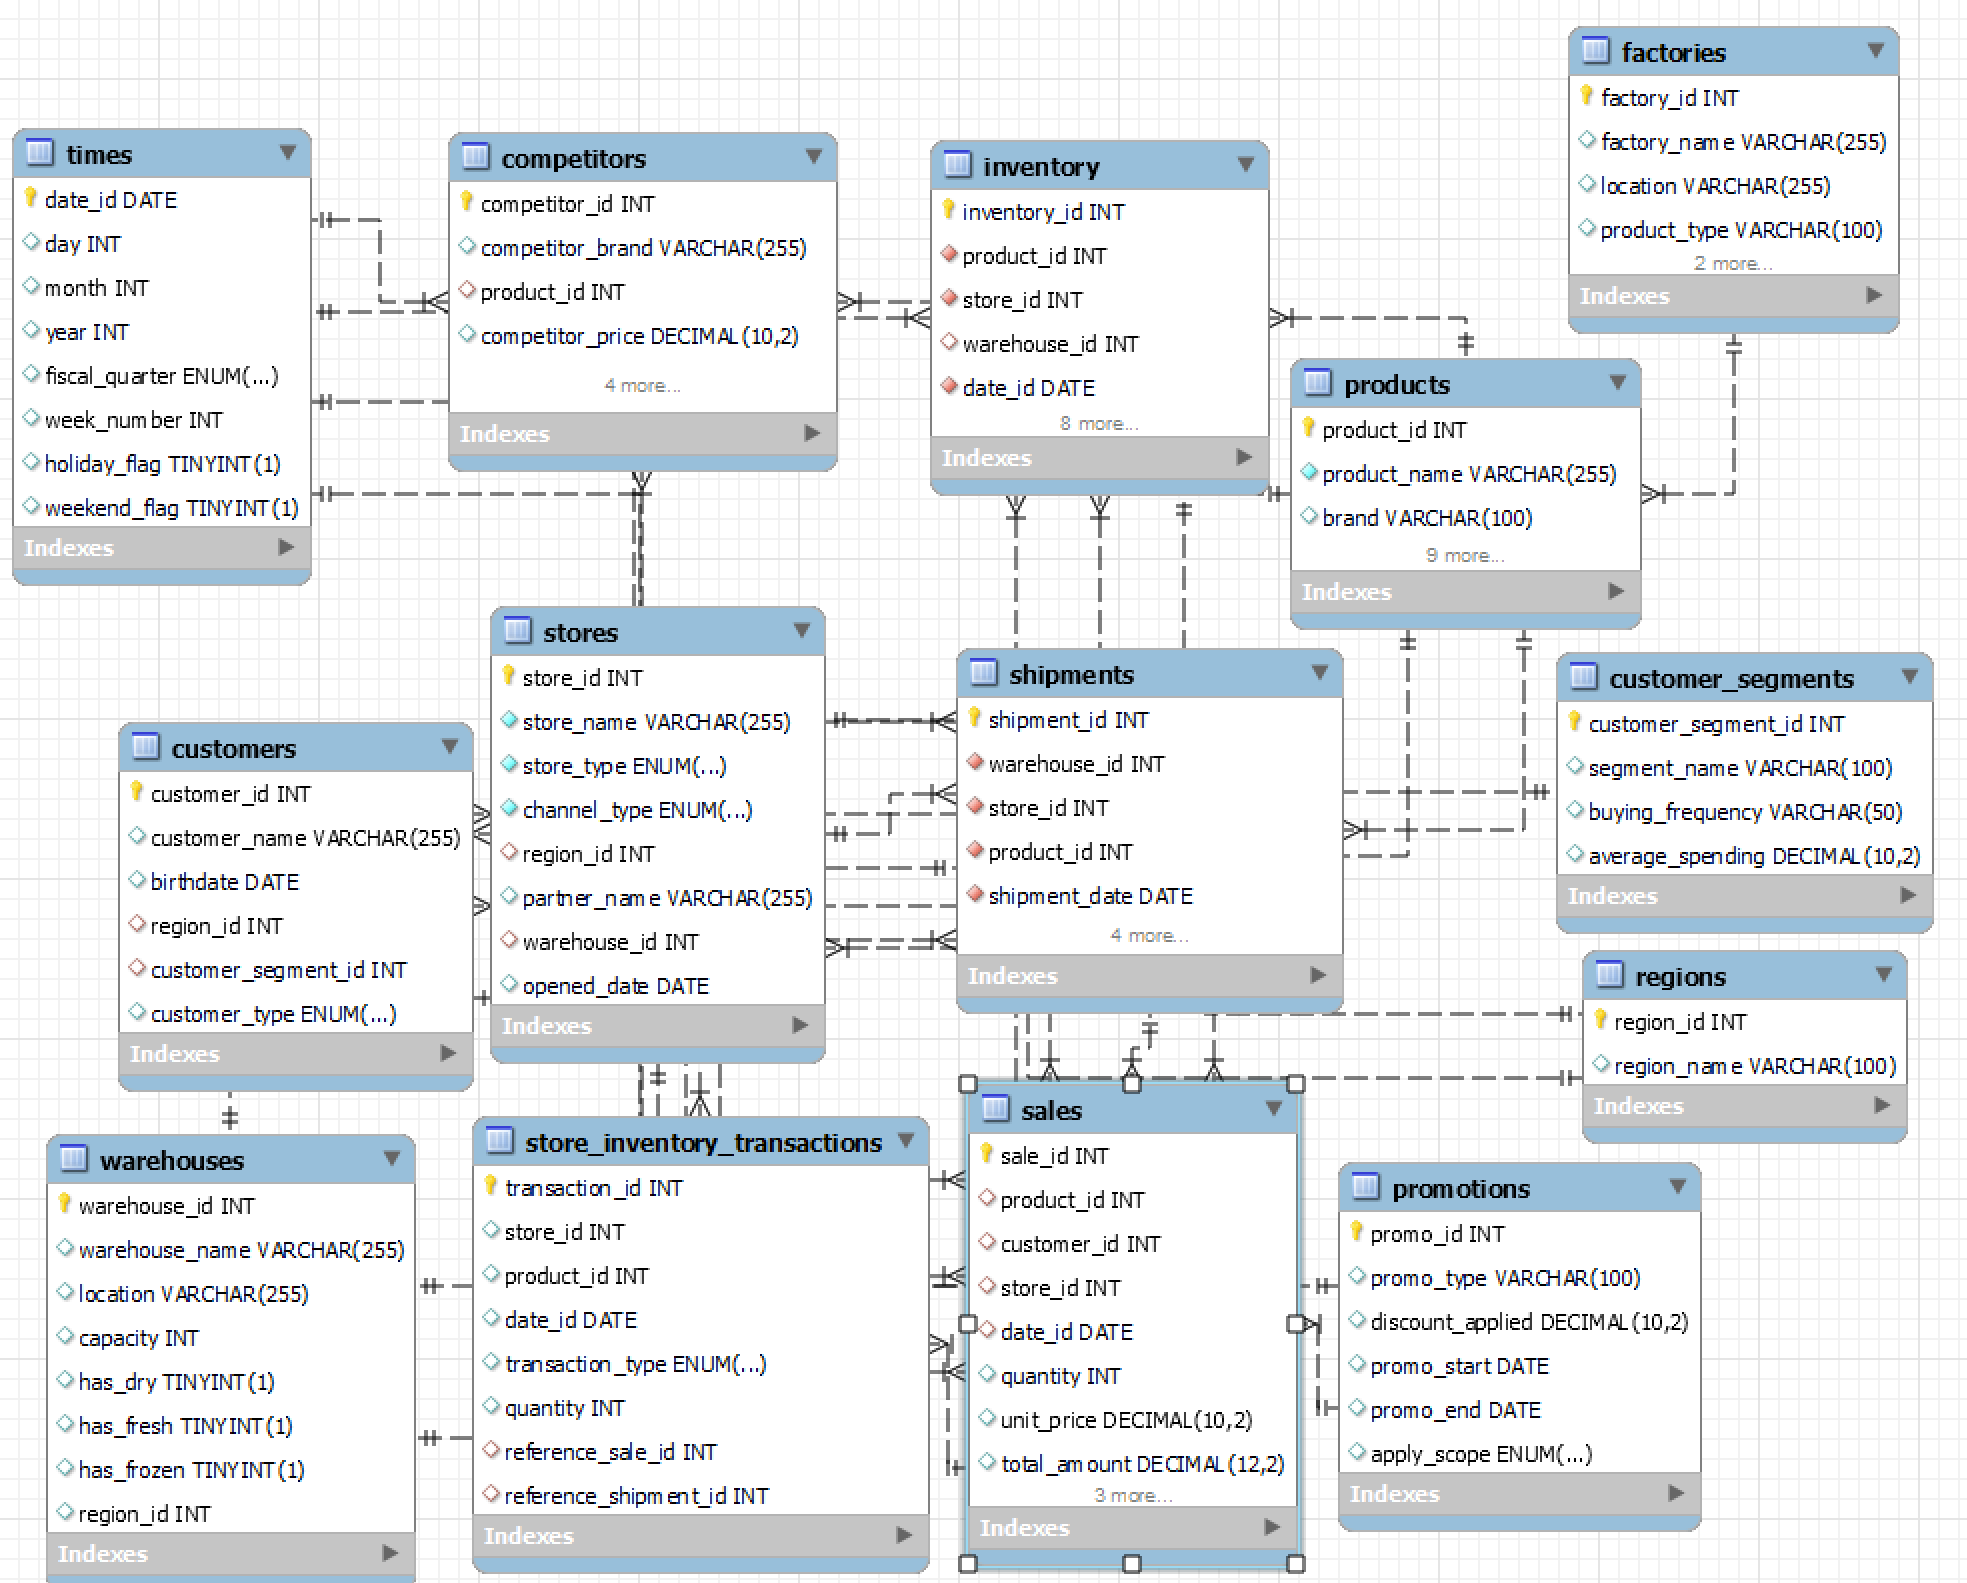 factories
factory_id INT
factory_name VARCHAR(255)
location VARCHAR(255)
product_type VARCHAR(100)
2 more...
Indexes
times
date_id DATE
day INT
month INT
year INT
fiscal_quarter ENUM(...)
week_number INT
holiday_flag TINYINT(1)
weekend_flag TINYINT(1)
Indexes
competitors
competitor_id INT
competitor_brand VARCHAR(255)
product_id INT
competitor_price DECIMAL(10,2)
4 more...
Indexes
inventory
inventory_id INT
product_id INT
store_id INT
warehouse_id INT
date_id DATE
8 more...
Indexes
products
product_id INT
product_name VARCHAR(255)
brand VARCHAR(100)
9 more...
Indexes
stores
store_id INT
store_name VARCHAR(255)
store_type ENUM(...)
channel_type ENUM(...)
region_id INT
partner_name VARCHAR(255)
warehouse_id INT
opened_date DATE
Indexes
shipments
shipment_id INT
warehouse_id INT
store_id INT
product_id INT
shipment_date DATE
4 more...
Indexes
customer_segments
customer_segment_id INT
segment_name VARCHAR(100)
buying_frequency VARCHAR(50)
average_spending DECIMAL(10,2)
Indexes
customers
customer_id INT
customer_name VARCHAR(255)
birthdate DATE
region_id INT
customer_segment_id INT
customer_type ENUM(...)
Indexes
regions
region_id INT
region_name VARCHAR(100)
Indexes
warehouses
warehouse_id INT
warehouse_name VARCHAR(255)
location VARCHAR(255)
capacity INT
has_dry TINYINT(1)
has_fresh TINYINT(1)
has_frozen TINYINT(1)
region_id INT
Indexes
store_inventory_transactions
transaction_id INT
store_id INT
product_id INT
date_id DATE
transaction_type ENUM(...)
quantity INT
reference_sale_id INT
reference_shipment_id INT
Indexes
sales
sale_id INT
product_id INT
customer_id INT
store_id INT
date_id DATE
quantity INT
unit_price DECIMAL(10,2)
total_amount DECIMAL(12,2)
3 more...
Indexes
promotions
promo_id INT
promo_type VARCHAR(100)
discount_applied DECIMAL(10,2)
promo_start DATE
promo_end DATE
apply_scope ENUM(...)
Indexes